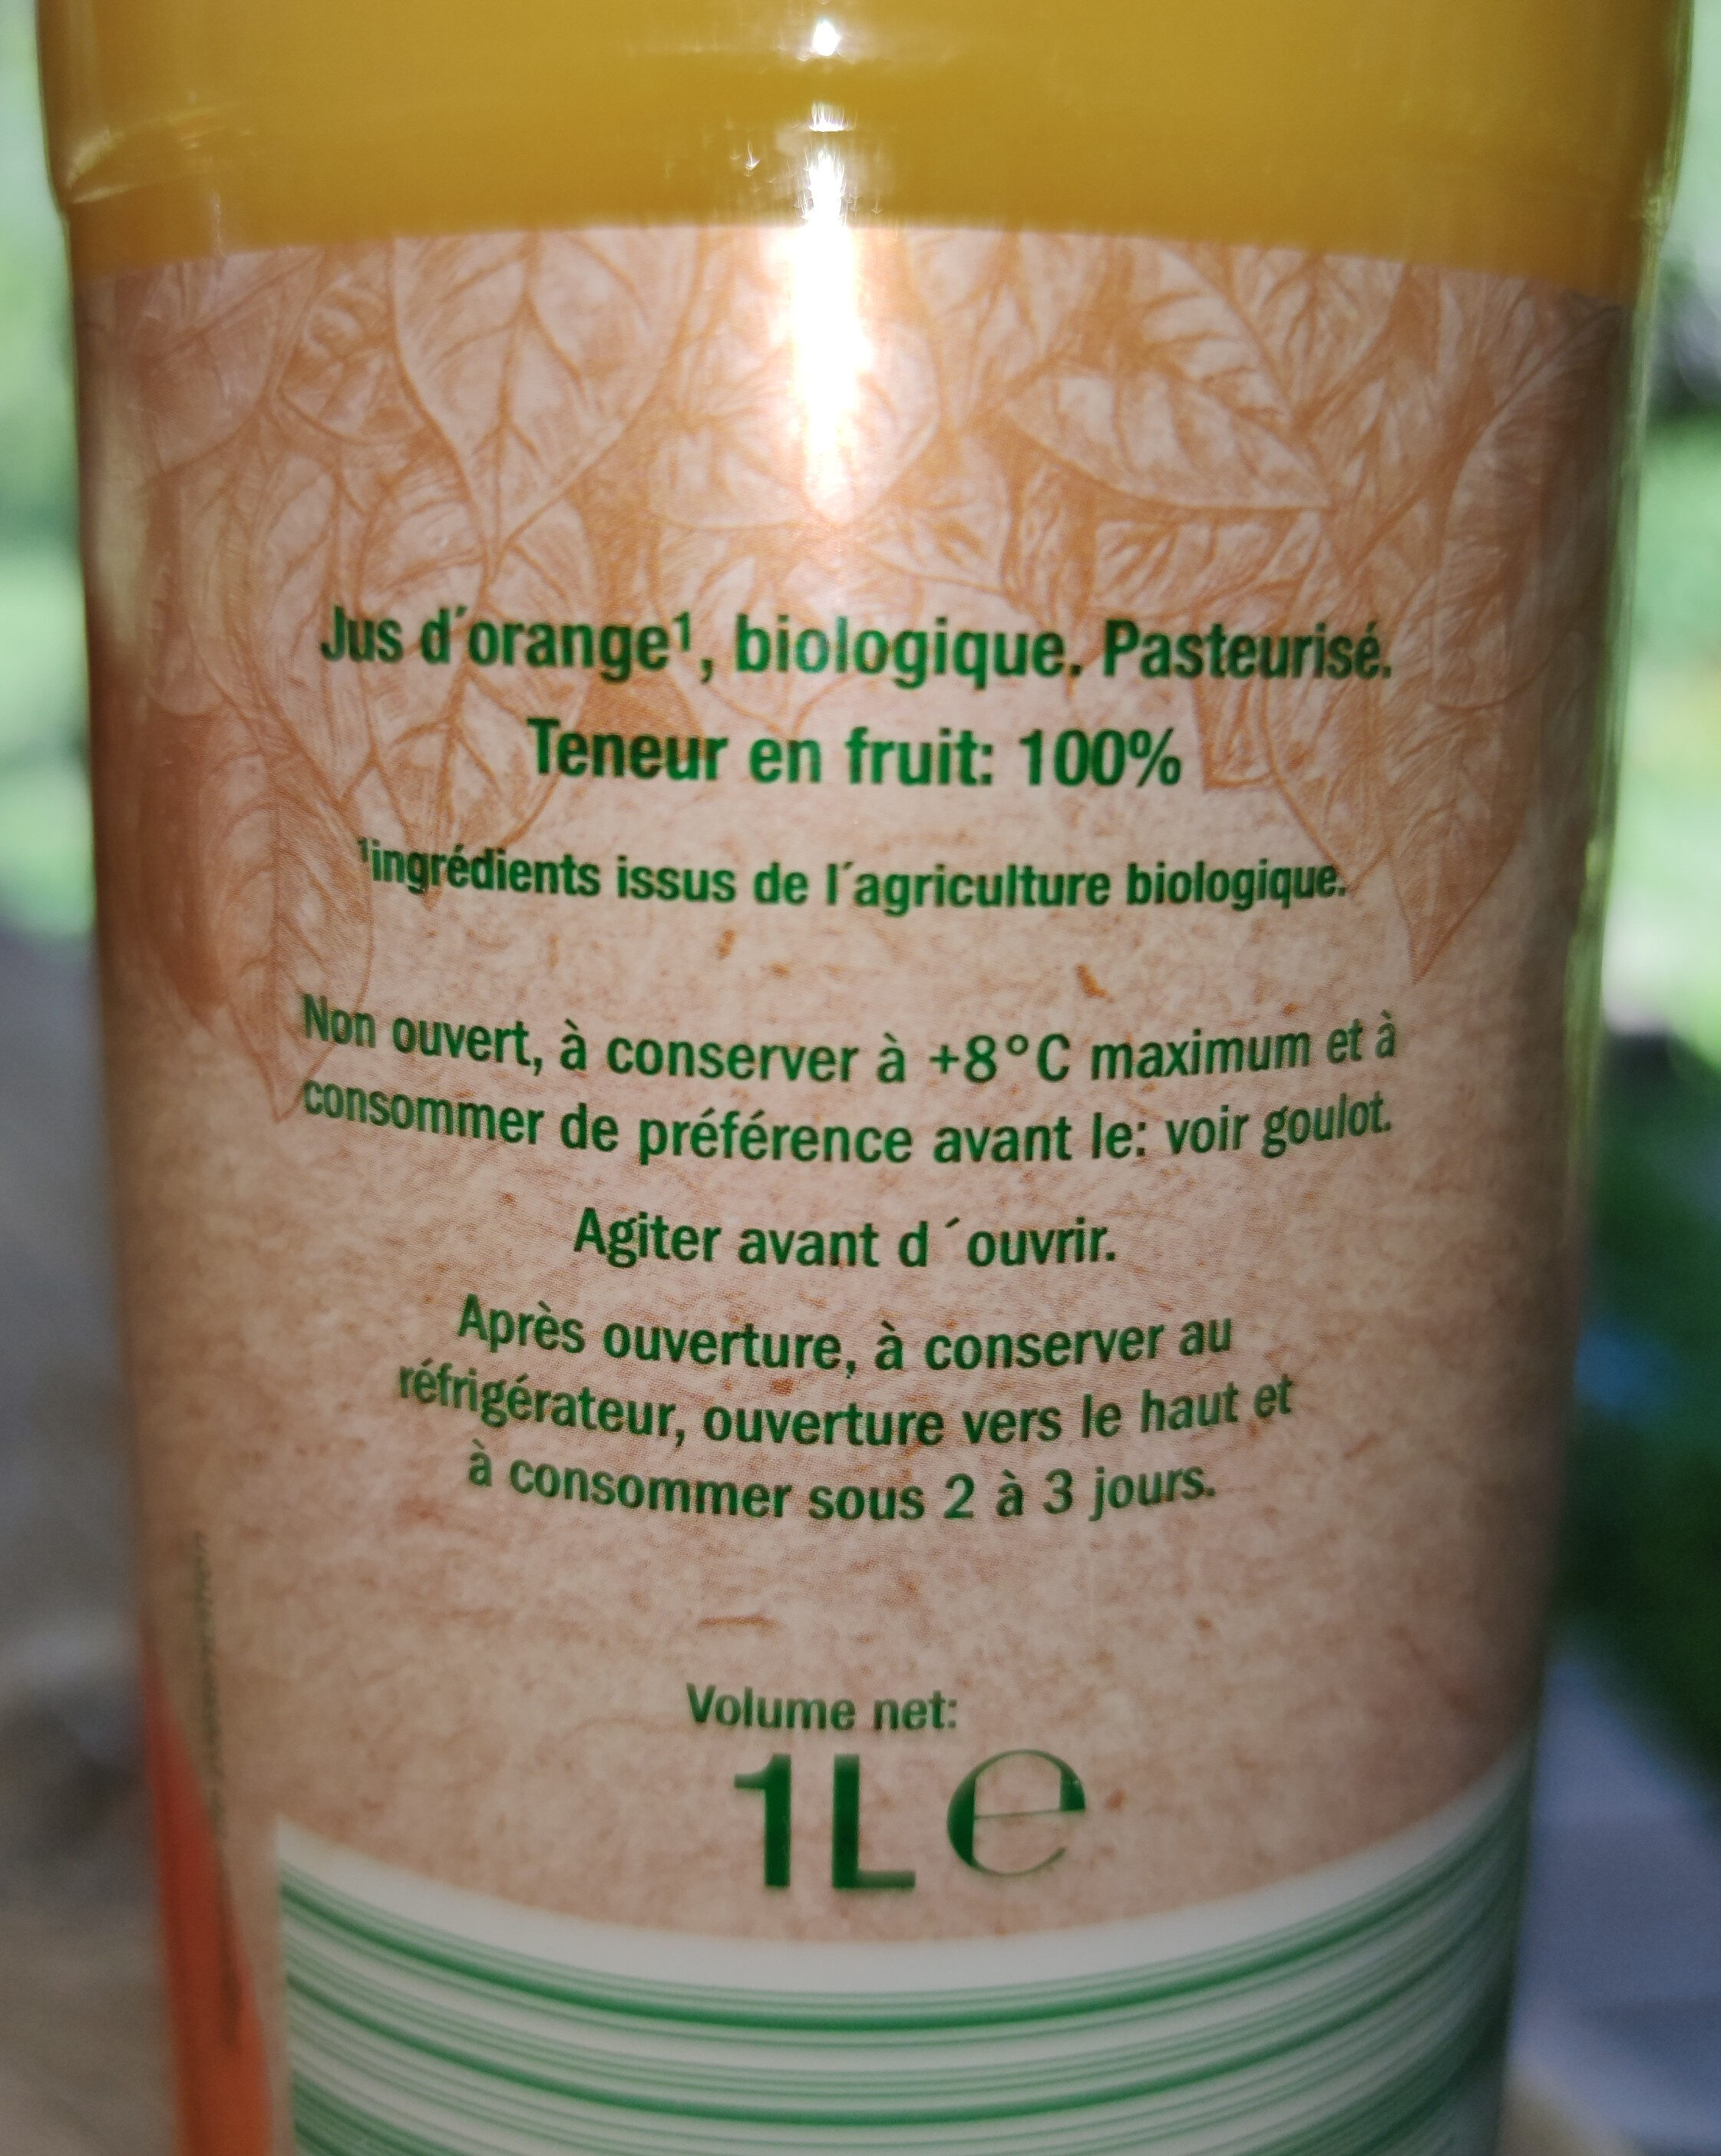 Jus d´orange¹, biologique. Pasteurisé.
Teneur en fruit: 100%
¹ingrédients issus de l´agriculture biologique.
Non ouvert, à conserver à +8°C maximum et à
consommer de préférence avant le: voir goulot.
Agiter avant d ´ouvrir.
Après ouverture, à conserver au
réfrigérateur, ouverture vers le haut et
à consommer sous 2 à 3 jours.
Volume net:
1L ℮